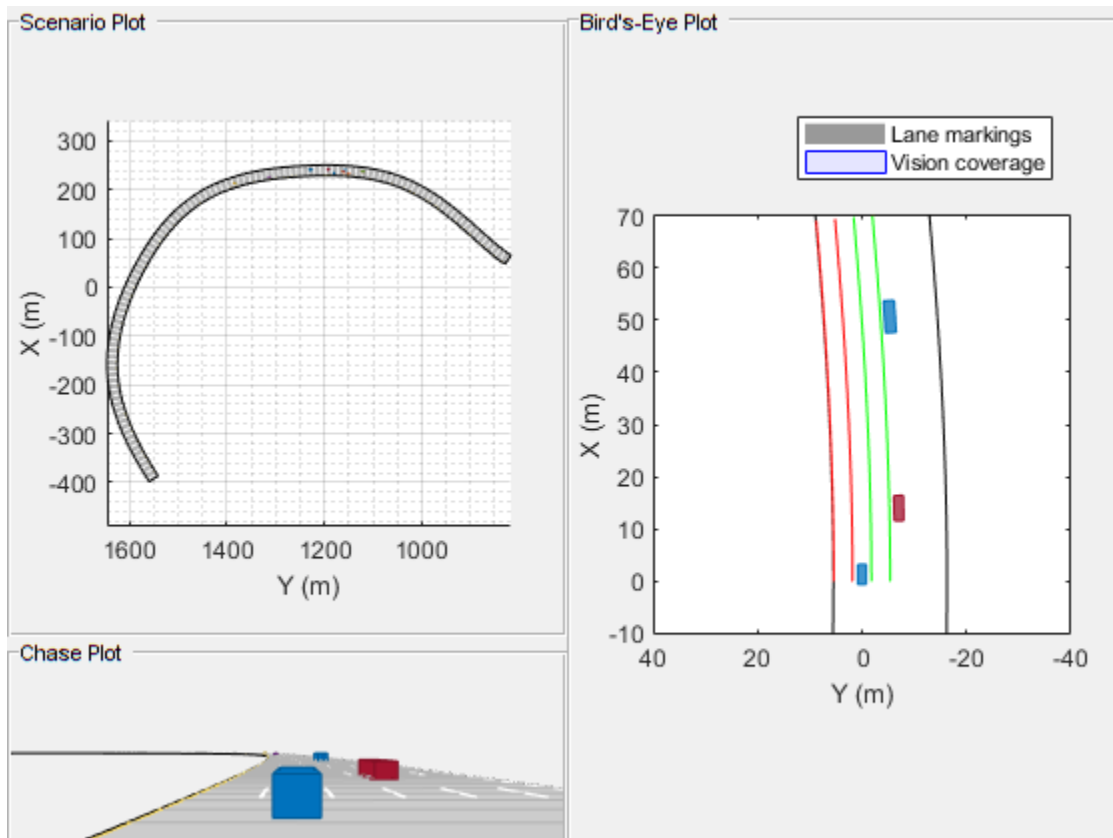 Scenario Plot
300
200
100
0
-100
-200
-300
-400
X (m)
1600 1400 1200 1000
Y (m)
Chase Plot
Bird's-Eye Plot
Lane markings
Vision coverage
70
60
50
40
30
20
10
0
-10
X (m)
40 20 0 -20 -40
Y (m)